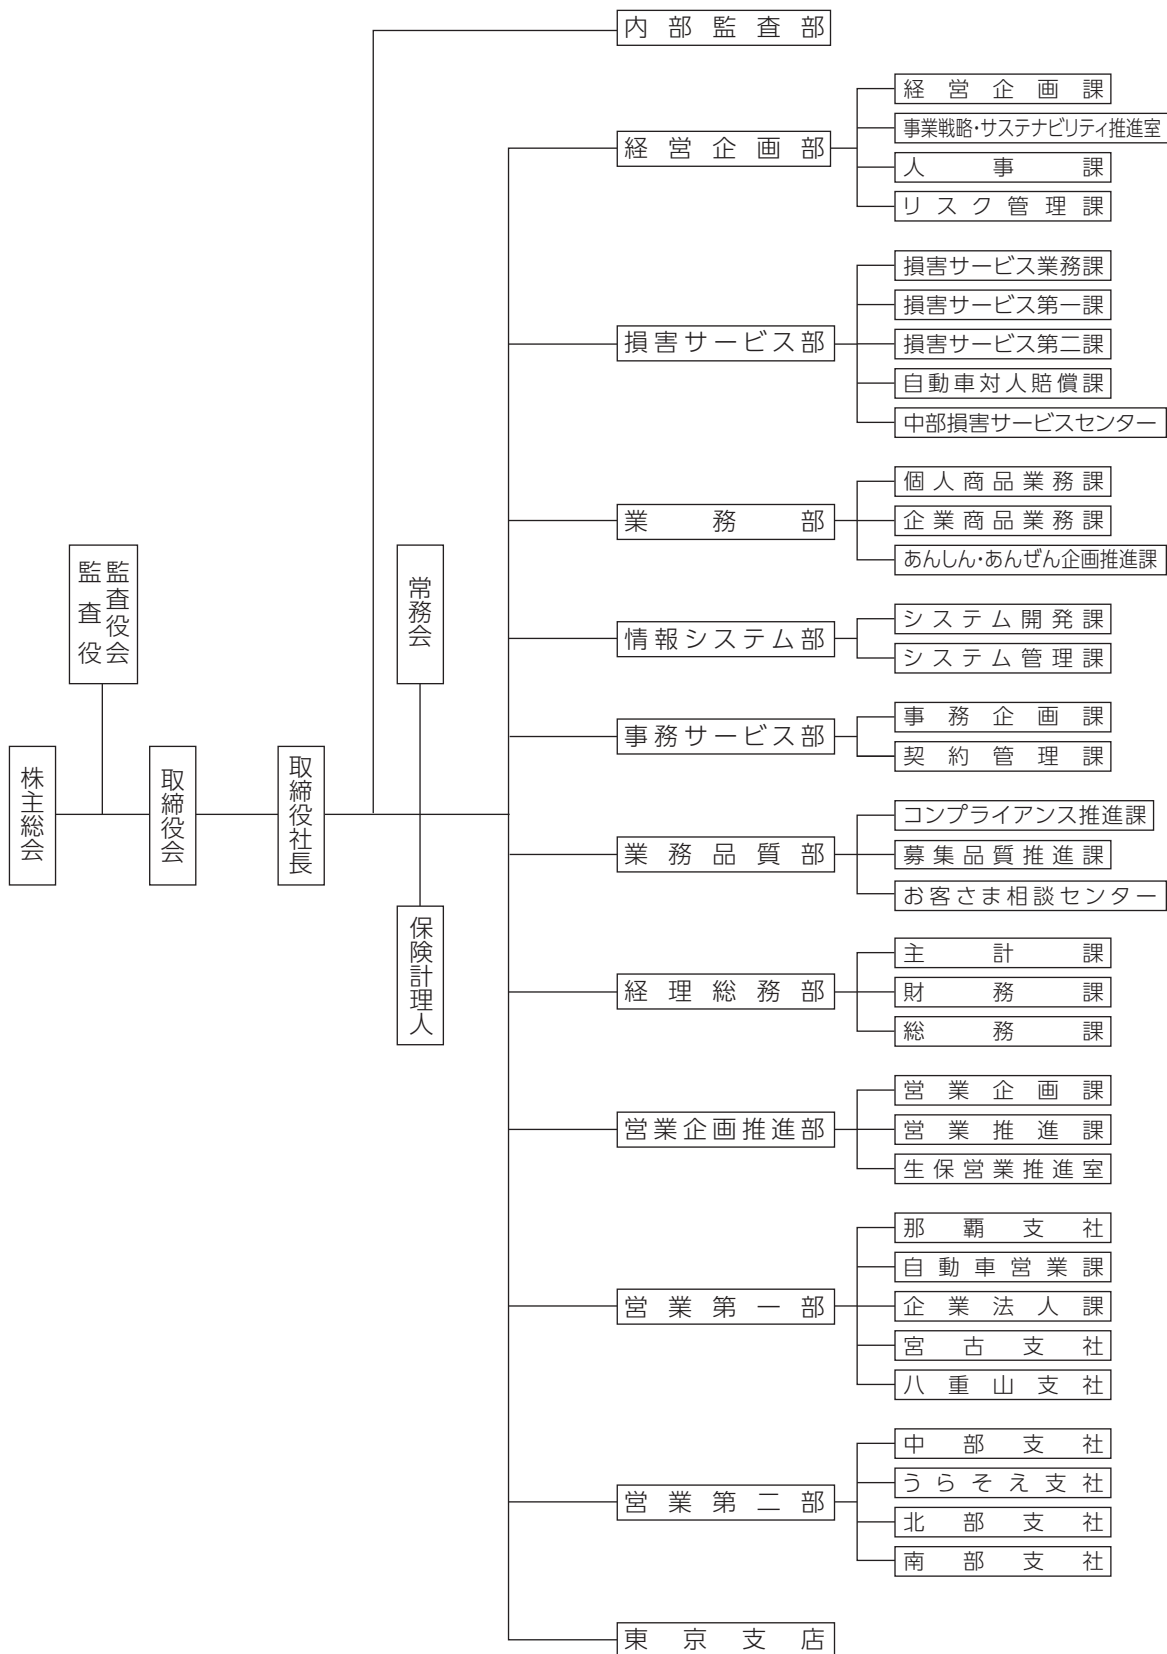 内部監査部
経営企画部
経営企画課
事業戦略・サステナビリティ推進室
人事課
リスク管理課
損害サービス部
損害サービス業務課
損害サービス第一課
損害サービス第二課
自動車対人賠償課
中部損害サービスセンター
業務部
個人商品業務課
企業商品業務課
あんしん・あんぜん企画推進課
監査役会
監査役
常務会
情報システム部
システム開発課
システム管理課
事務サービス部
事務企画課
契約管理課
株主総会
取締役会
取締役社長
業務品質部
コンプライアンス推進課
募集品質推進課
お客さま相談センター
保険計理人
経理総務部
主計課
財務課
総務課
営業企画推進部
営業企画課
営業推進課
生保営業推進室
営業第一部
那覇支社
自動車営業課
企業法人課
宮古支社
八重山支社
営業第二部
中部支社
うらそえ支社
北部支社
南部支社
東京支店